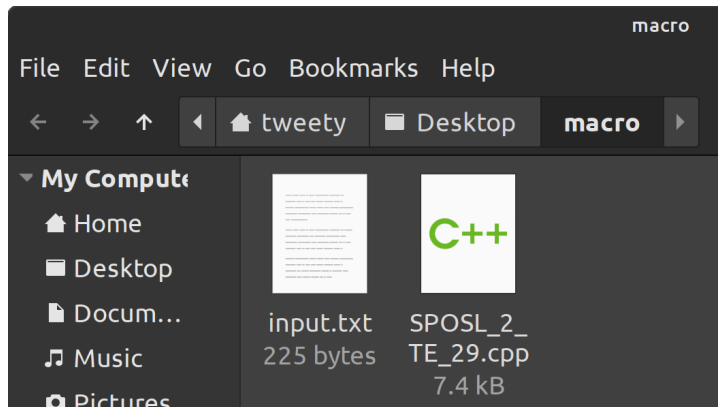 macro
File Edit View Go Bookmarks Help
tweety Desktop macro
My Compute
Home
Desktop
Docum...
Music
Pictures
C++
input.txt
225 bytes
SPOSL_2_
TE_29.cpp
7.4 kB